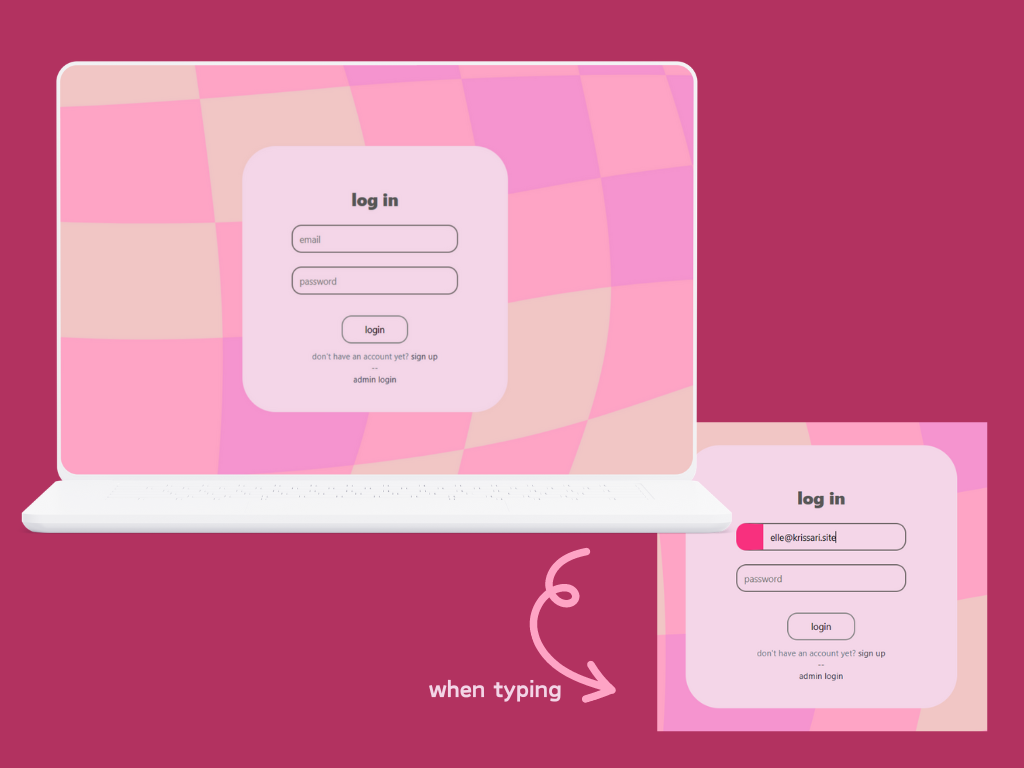 log in
email
password
login
don't have an account yet? sign up
--
admin login
log in
elle@krissari.site
password
login
don't have an account yet? sign up
--
admin login
when typing